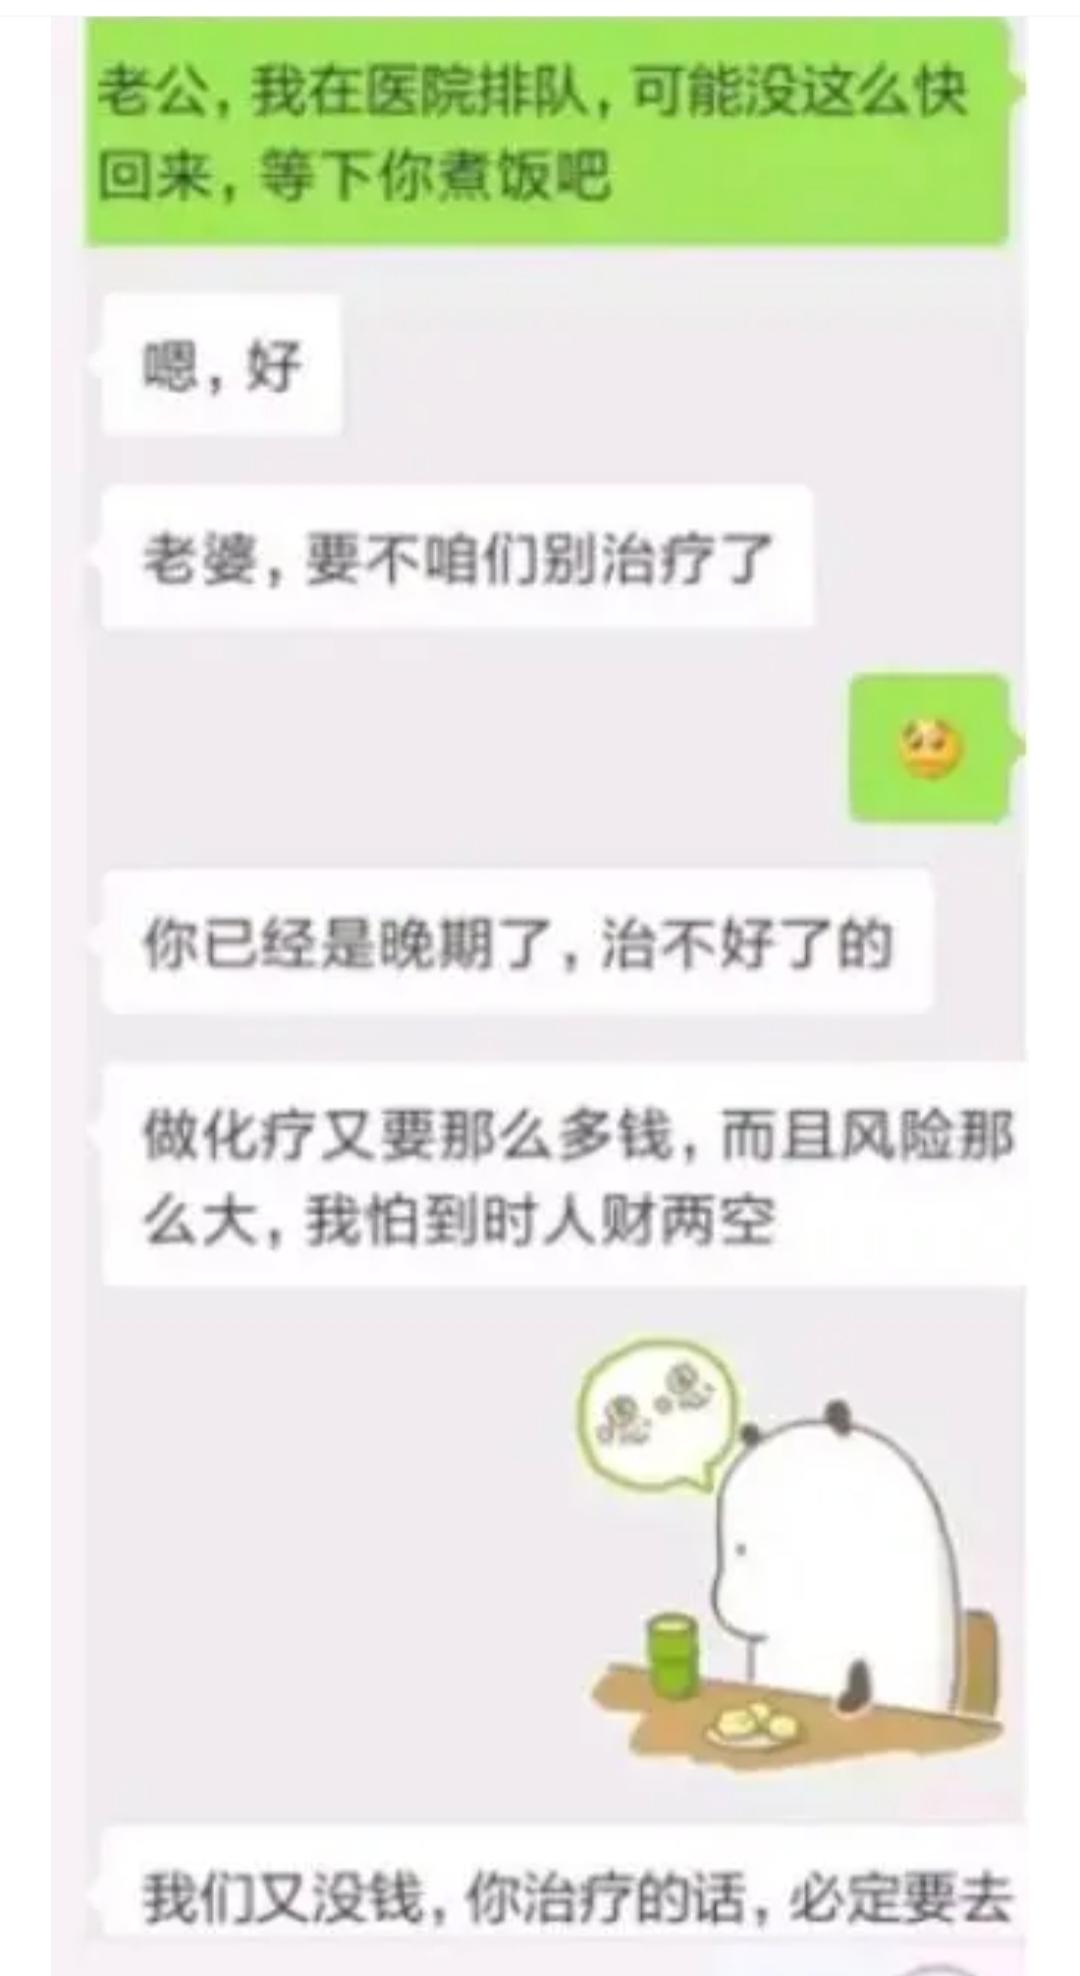 老公，我在医院排队，可能没这么快
回来，等下你煮饭吧
嗯，好
老婆，要不咱们别治疗了
你已经是晚期了，治不好了的
做化疗又要那么多钱，而且风险那
么大，我怕到时人财两空
我们又没钱，你治疗的话，必定要去